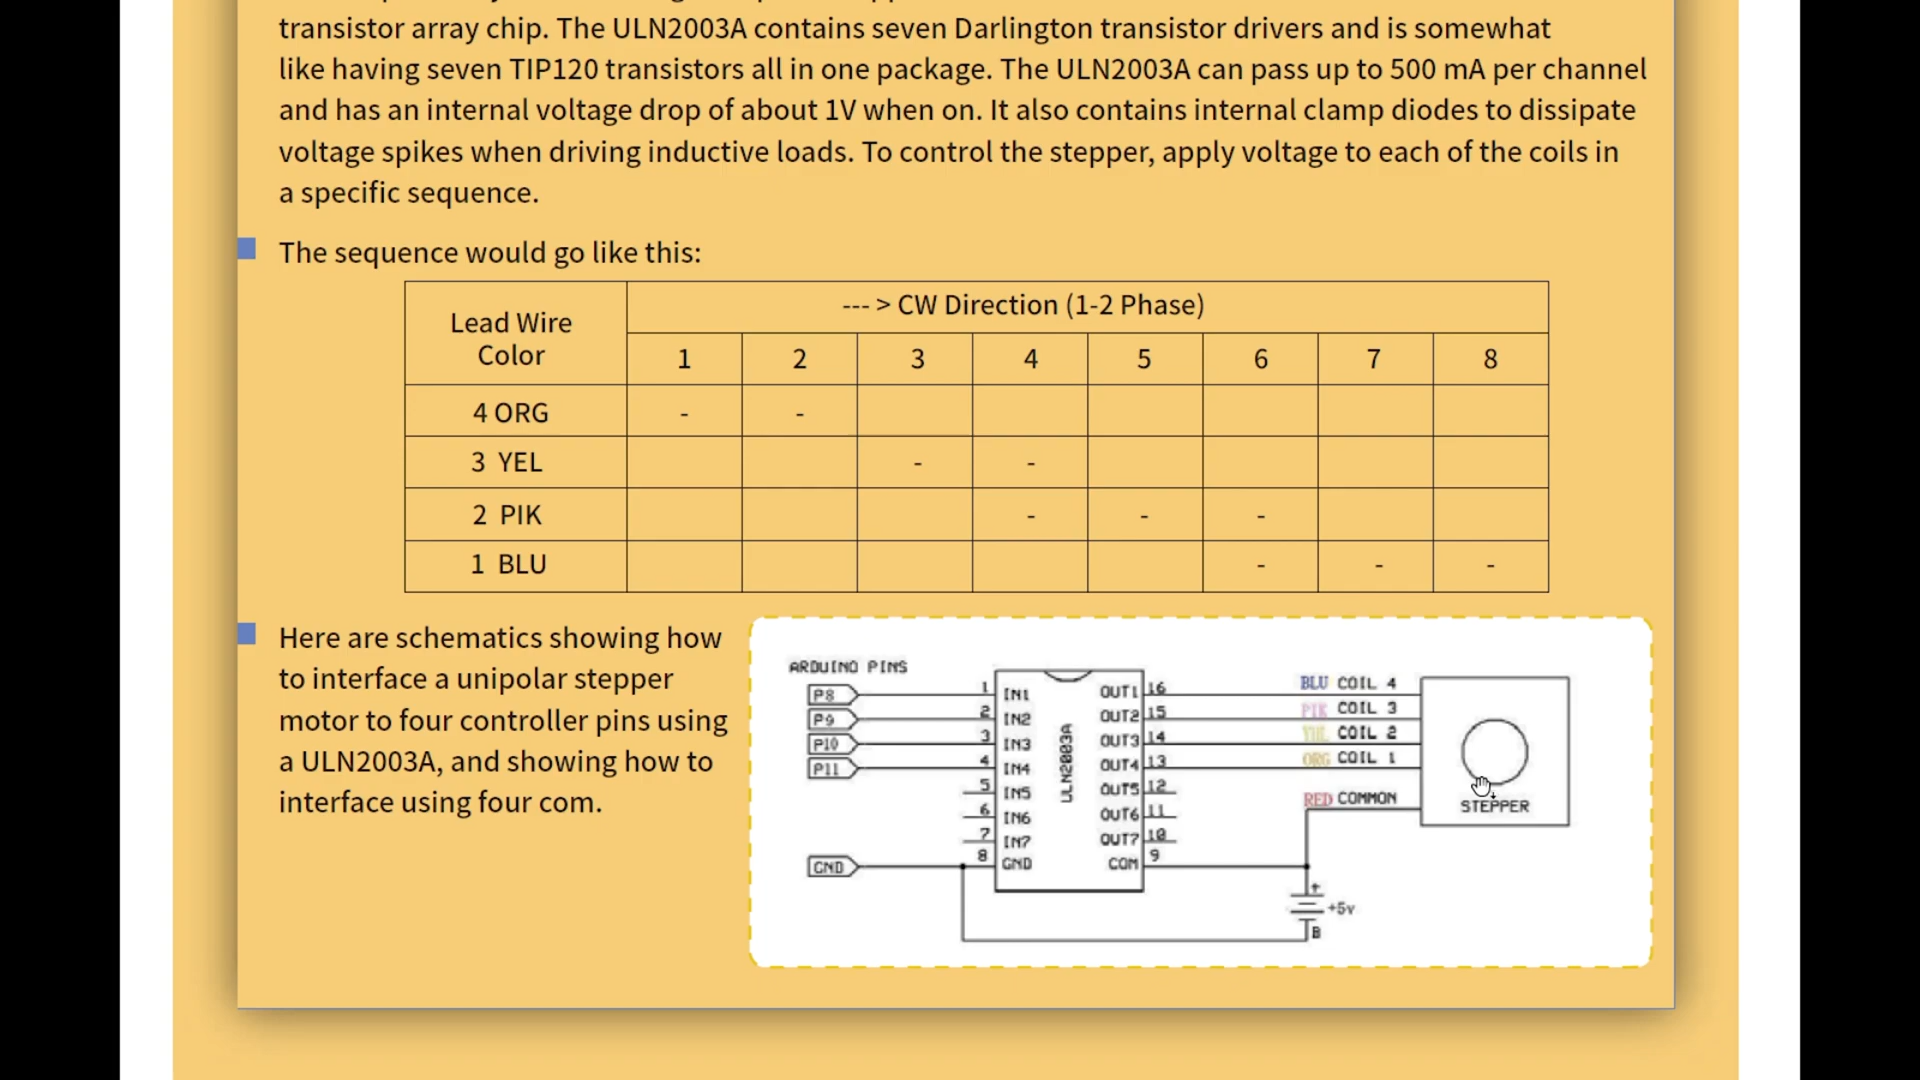 transistor array chip. The ULN2003A contains seven Darlington transistor drivers and is somewhat
like having seven TIP120 transistors all in one package. The ULN2003A can pass up to 500 mA per channel
and has an internal voltage drop of about 1V when on. It also contains internal clamp diodes to dissipate
voltage spikes when driving inductive loads. To control the stepper, apply voltage to each of the coils in
a specific sequence.
The sequence would go like this:
Lead Wire Color
--- > CW Direction (1-2 Phase)
1 2 3 4 5 6 7 8
4 ORG - -
3 YEL - -
2 PIK - - -
1 BLU - - -
Here are schematics showing how
to interface a unipolar stepper
motor to four controller pins using
a ULN2003A, and showing how to
interface using four com.
ARDUINO PINS
P8 1 IN1 OUT1 16 BLU COIL 4
P9 2 IN2 OUT2 15 PIK COIL 3
P10 3 IN3 OUT3 14 YEL COIL 2
P11 4 IN4 OUT4 13 ORG COIL 1
5 IN5 OUT5 12
6 IN6 OUT6 11
7 IN7 OUT7 10
GND 8 GND COM 9
ULN2003A
RED COMMON
STEPPER
+
+5v
B